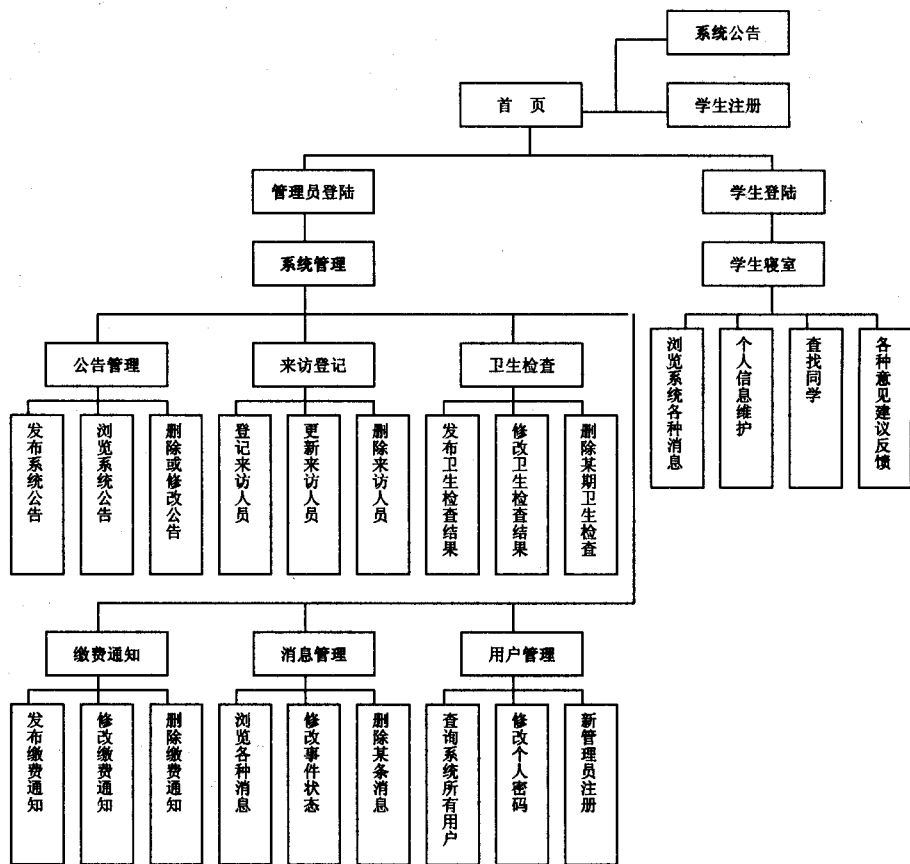 系统公告
首 页
学生注册
管理员登陆
学生登陆
系统管理
学生寝室
公告管理
来访登记
卫生检查
浏览系统各种消息
个人信息维护
查找同学
各种意见建议反馈
发布系统公告
浏览系统公告
删除或修改公告
登记来访人员
更新来访人员
删除来访人员
发布卫生检查结果
修改卫生检查结果
删除某期卫生检查
缴费通知
消息管理
用户管理
发布缴费通知
修改缴费通知
删除缴费通知
浏览各种消息
修改事件状态
删除某条消息
查询系统所有用户
修改个人密码
新管理员注册